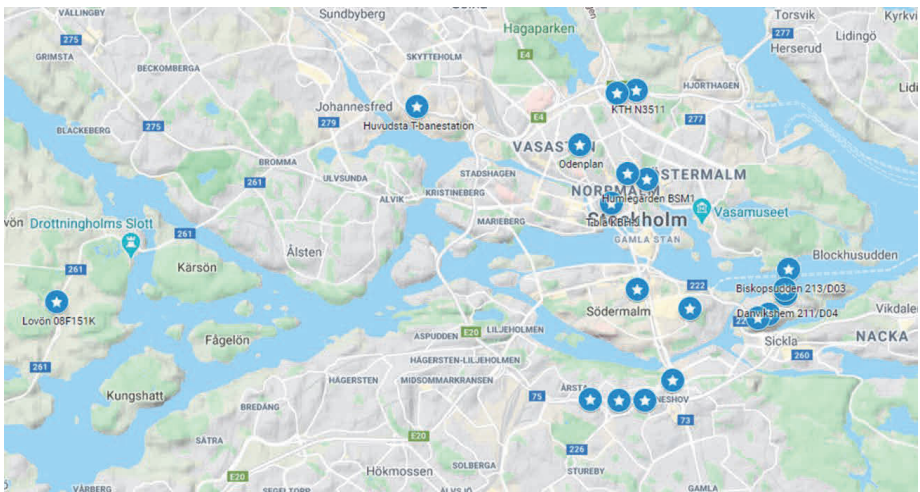 VÄLLINGBY
Sundbyberg
Torsvik
Kyrkvi
Hagaparken
277
Lidingö
275
E4
Herserud
GRIMSTA
SKYTTEHOLM
BECKOMBERGA
HJORTHAGEN
Johannesfred
KTH N3511
277
275
279
Huvudsta T-banestation
E4
BLACKEBERG
VASASTAN
Odenplan
BROMMA
STADSHAGEN
ÖSTERMALM
261
ULVSUNDA
KRISTINEBERG
NORRMALM
Humlegården BSM1
ALVIK
Drottningholms Slott
MARIEBERG
Stockholm
Vasamuseet
261
GAMLA STAN
Ålsten
Blockhusudden
261
Kärsön
222
Biskopsudden 213/D03
Lovön 08F151K
Södermalm
Danvikshem 211/D04
Vikdale
E20
LILJEHOLMEN
ASPUDDEN
Sickla
NACKA
Fågelön
HÄGERSTEN-LILJEHOLMEN
260
261
HÄGERSTEN
MIDSOMMARKRANSEN
ÅRSTA
Kungshatt
75
NESHOV
BREDÄNG
73
SÄTRA
E20
226
SOLBERGA
STUREBY
Hökmossen
E20
VÅRBERG
SEGELTORP
ÄLVSJÖ
GAMLA